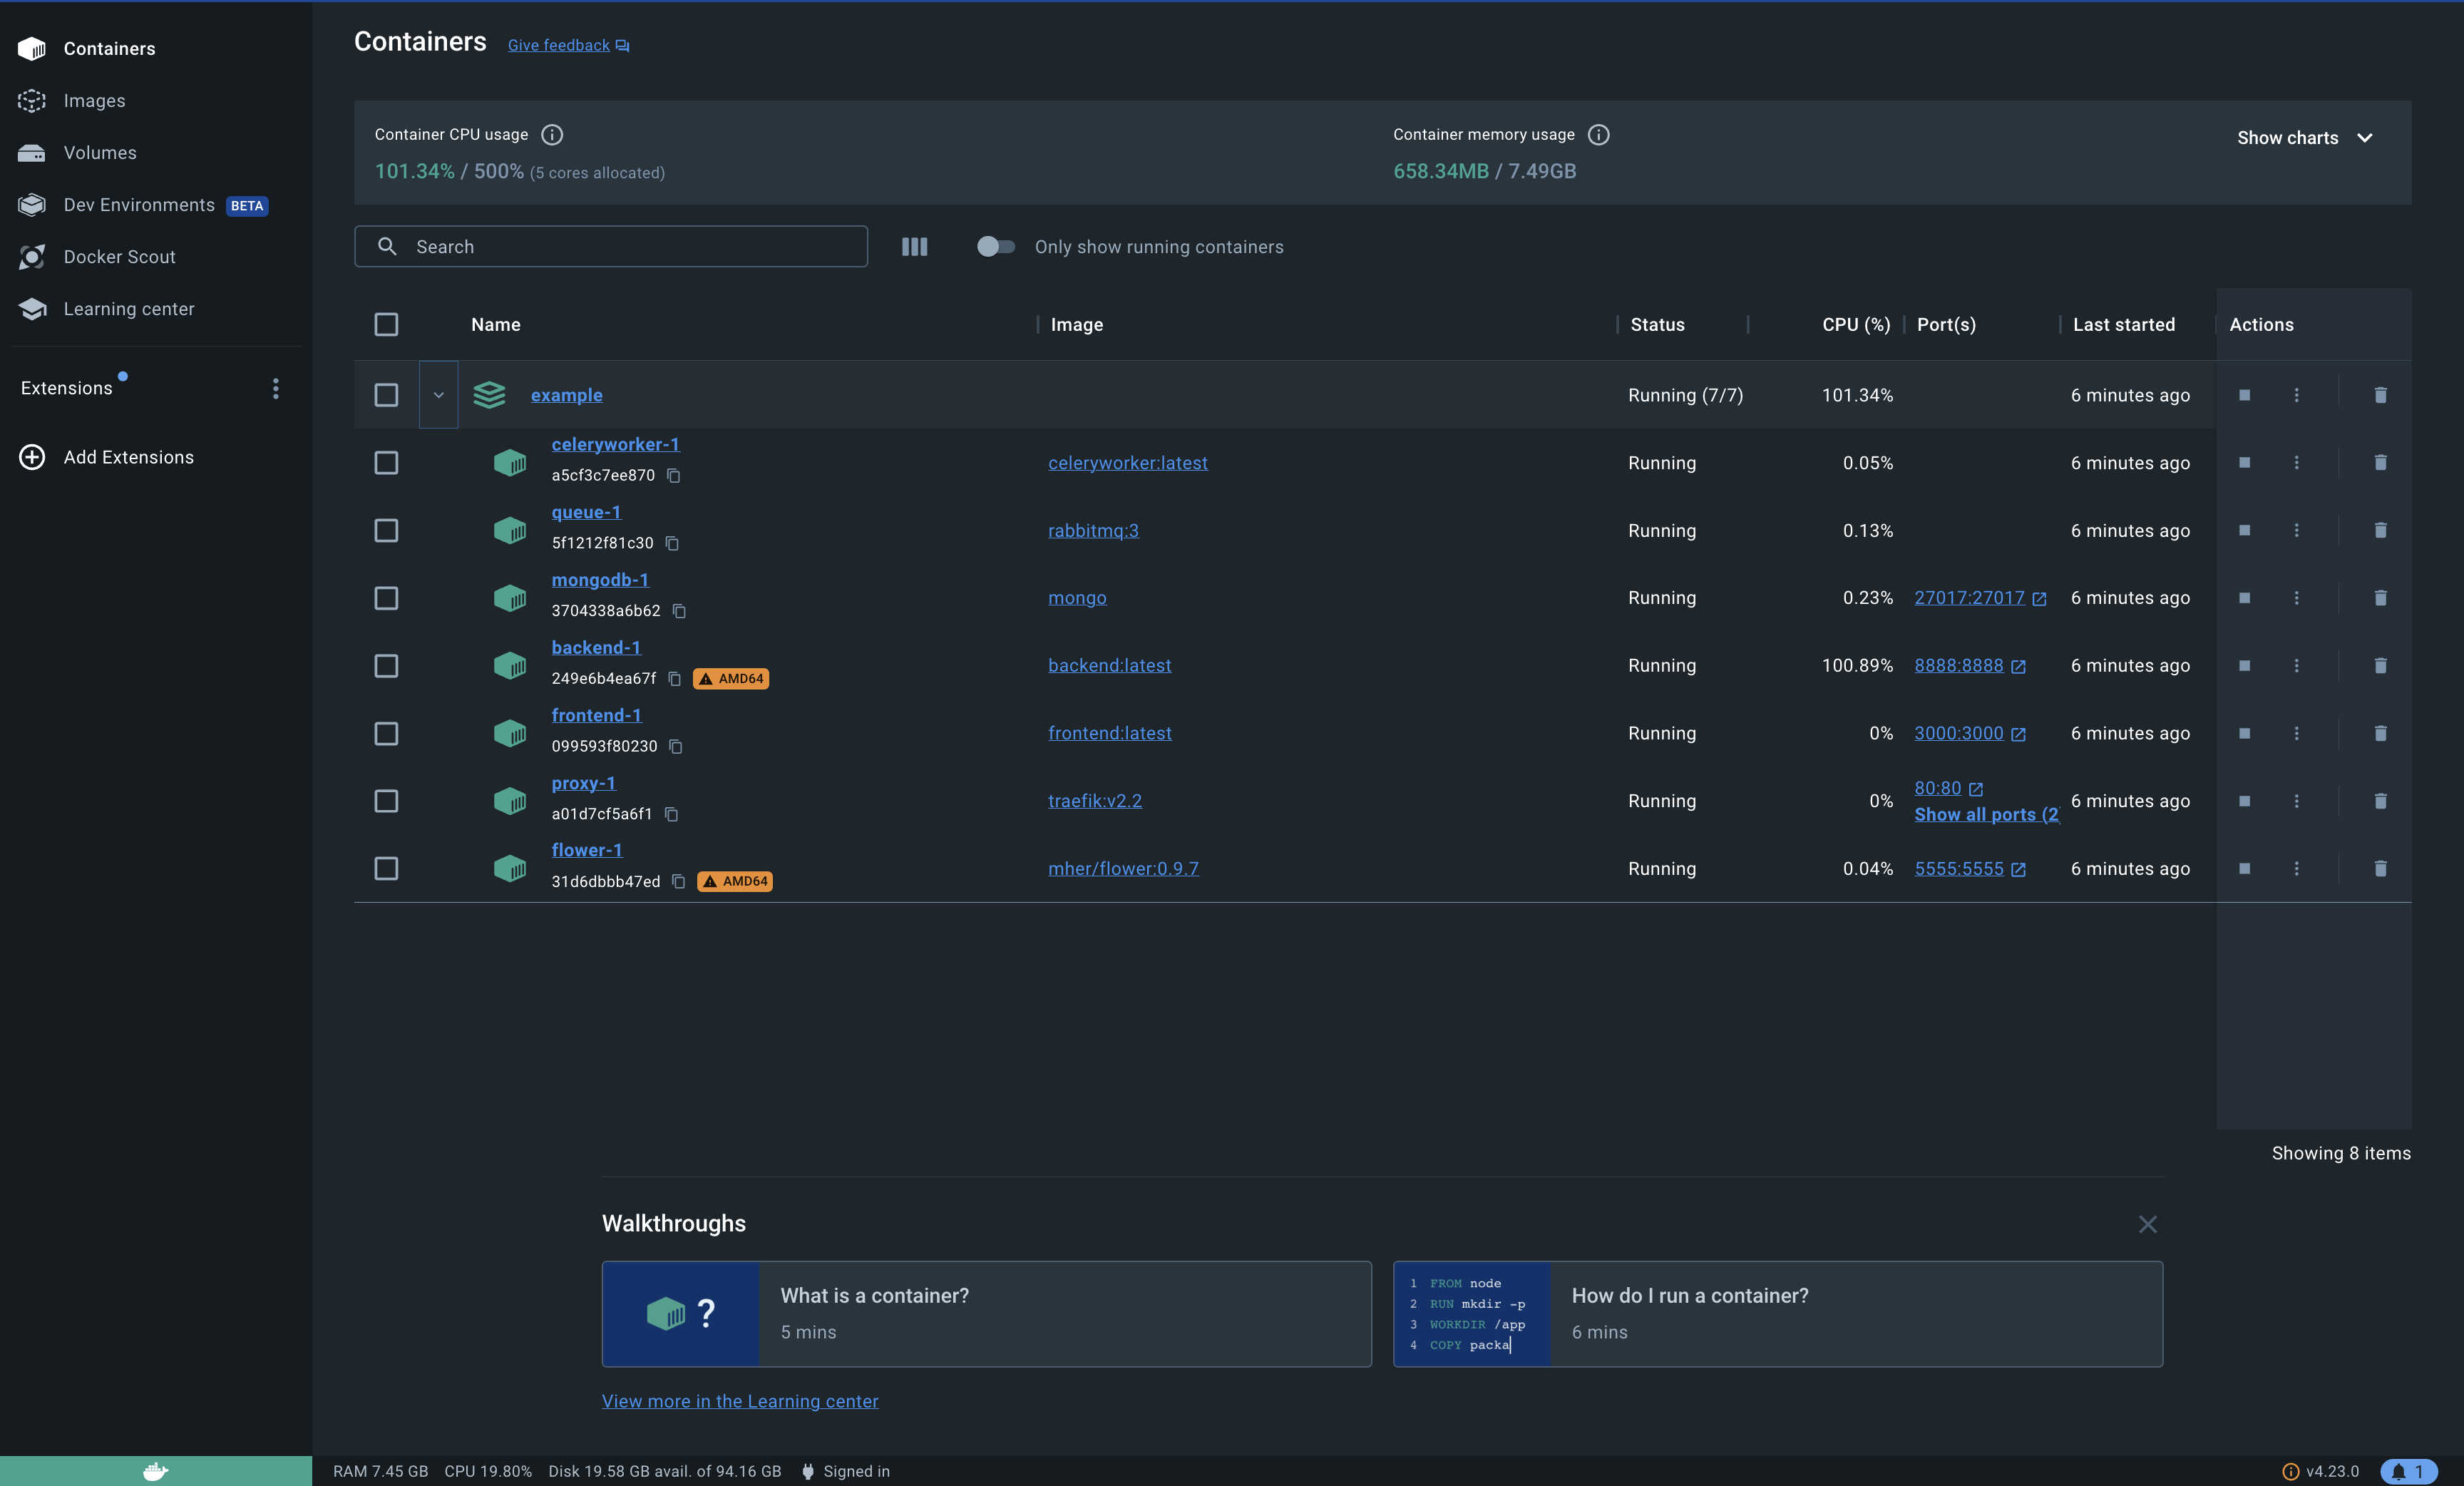 Containers
Images
Volumes
Dev Environments BETA
Docker Scout
Learning center
Extensions
Add Extensions
Containers Give feedback
Container CPU usage
101.34% / 500% (5 cores allocated)
Container memory usage
658.34MB / 7.49GB
Show charts
Search
Only show running containers
Name Image Status CPU (%) Port(s) Last started Actions
example Running (7/7) 101.34% 6 minutes ago
celeryworker-1
a5cf3c7ee870
celeryworker:latest Running 0.05% 6 minutes ago
queue-1
5f1212f81c30
rabbitmq:3 Running 0.13% 6 minutes ago
mongodb-1
3704338a6b62
mongo Running 0.23% 27017:27017 6 minutes ago
backend-1
249e6b4ea67f AMD64
backend:latest Running 100.89% 8888:8888 6 minutes ago
frontend-1
099593f80230
frontend:latest Running 0% 3000:3000 6 minutes ago
proxy-1
a01d7cf5a6f1
traefik:v2.2 Running 0% 80:80 6 minutes ago
Show all ports (2
flower-1
31d6dbbb47ed AMD64
mher/flower:0.9.7 Running 0.04% 5555:5555 6 minutes ago
Showing 8 items
Walkthroughs
?
What is a container?
5 mins
1 FROM node
2 RUN mkdir -p
3 WORKDIR /app
4 COPY packa
How do I run a container?
6 mins
View more in the Learning center
RAM 7.45 GB CPU 19.80% Disk 19.58 GB avail. of 94.16 GB Signed in
v4.23.0 1